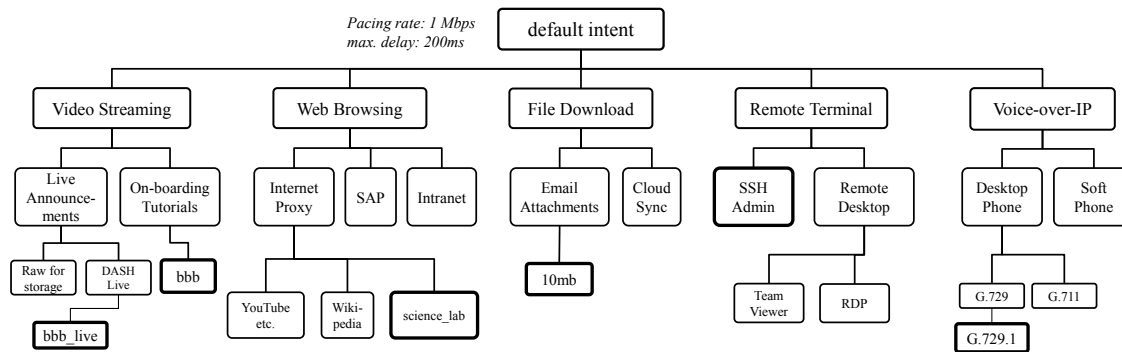 Pacing rate: 1 Mbps
max. delay: 200ms
default intent
Video Streaming
Web Browsing
File Download
Remote Terminal
Voice-over-IP
Live
Announce-
ments
On-boarding
Tutorials
Internet
Proxy
SAP
Intranet
Email
Attachments
Cloud
Sync
SSH
Admin
Remote
Desktop
Desktop
Phone
Soft
Phone
Raw for
storage
DASH
Live
bbb
10mb
YouTube
etc.
Wiki-
pedia
science_lab
Team
Viewer
RDP
G.729
G.711
bbb_live
G.729.1